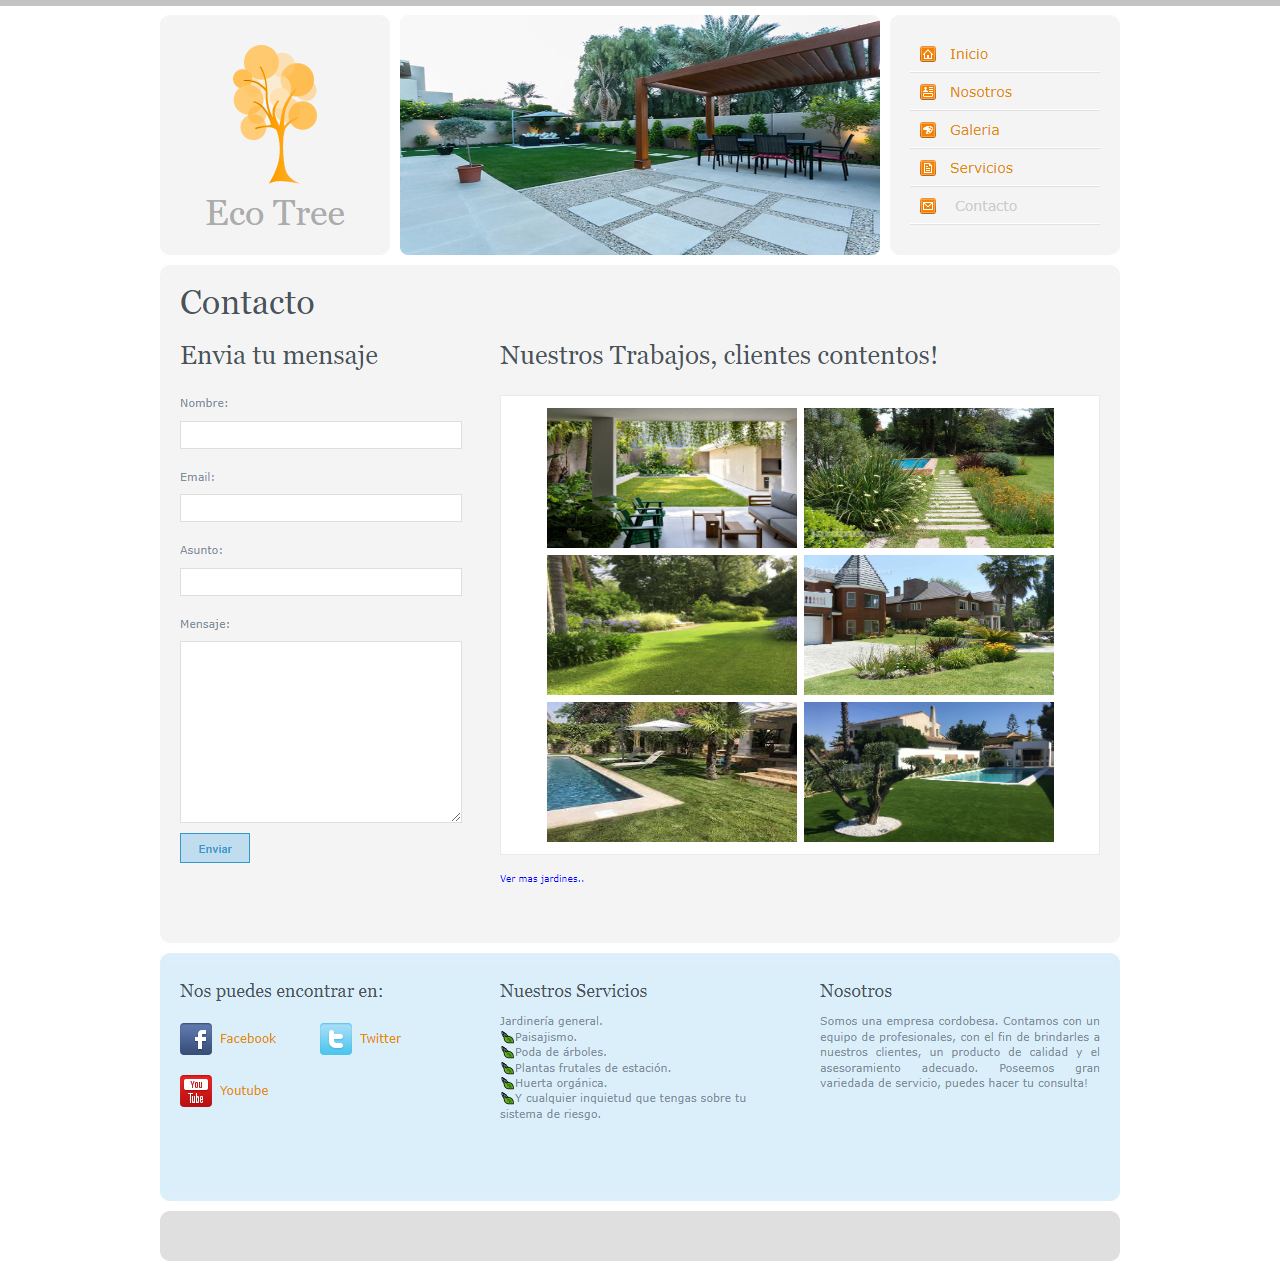 Eco Tree
Inicio
Nosotros
Galeria
Servicios
Contacto
Contacto
Envia tu mensaje
Nombre:
Email:
Asunto:
Mensaje:
Enviar
Nuestros Trabajos, clientes contentos!
Ver mas jardines..
Nos puedes encontrar en:
Facebook
Twitter
You
Tube
Youtube
Nuestros Servicios
Jardinería general.
Paisajismo.
Poda de árboles.
Plantas frutales de estación.
Huerta orgánica.
Y cualquier inquietud que tengas sobre tu
sistema de riesgo.
Nosotros
Somos una empresa cordobesa. Contamos con un
equipo de profesionales, con el fin de brindarles a
nuestros clientes, un producto de calidad y el
asesoramiento adecuado. Poseemos gran
variedada de servicio, puedes hacer tu consulta!